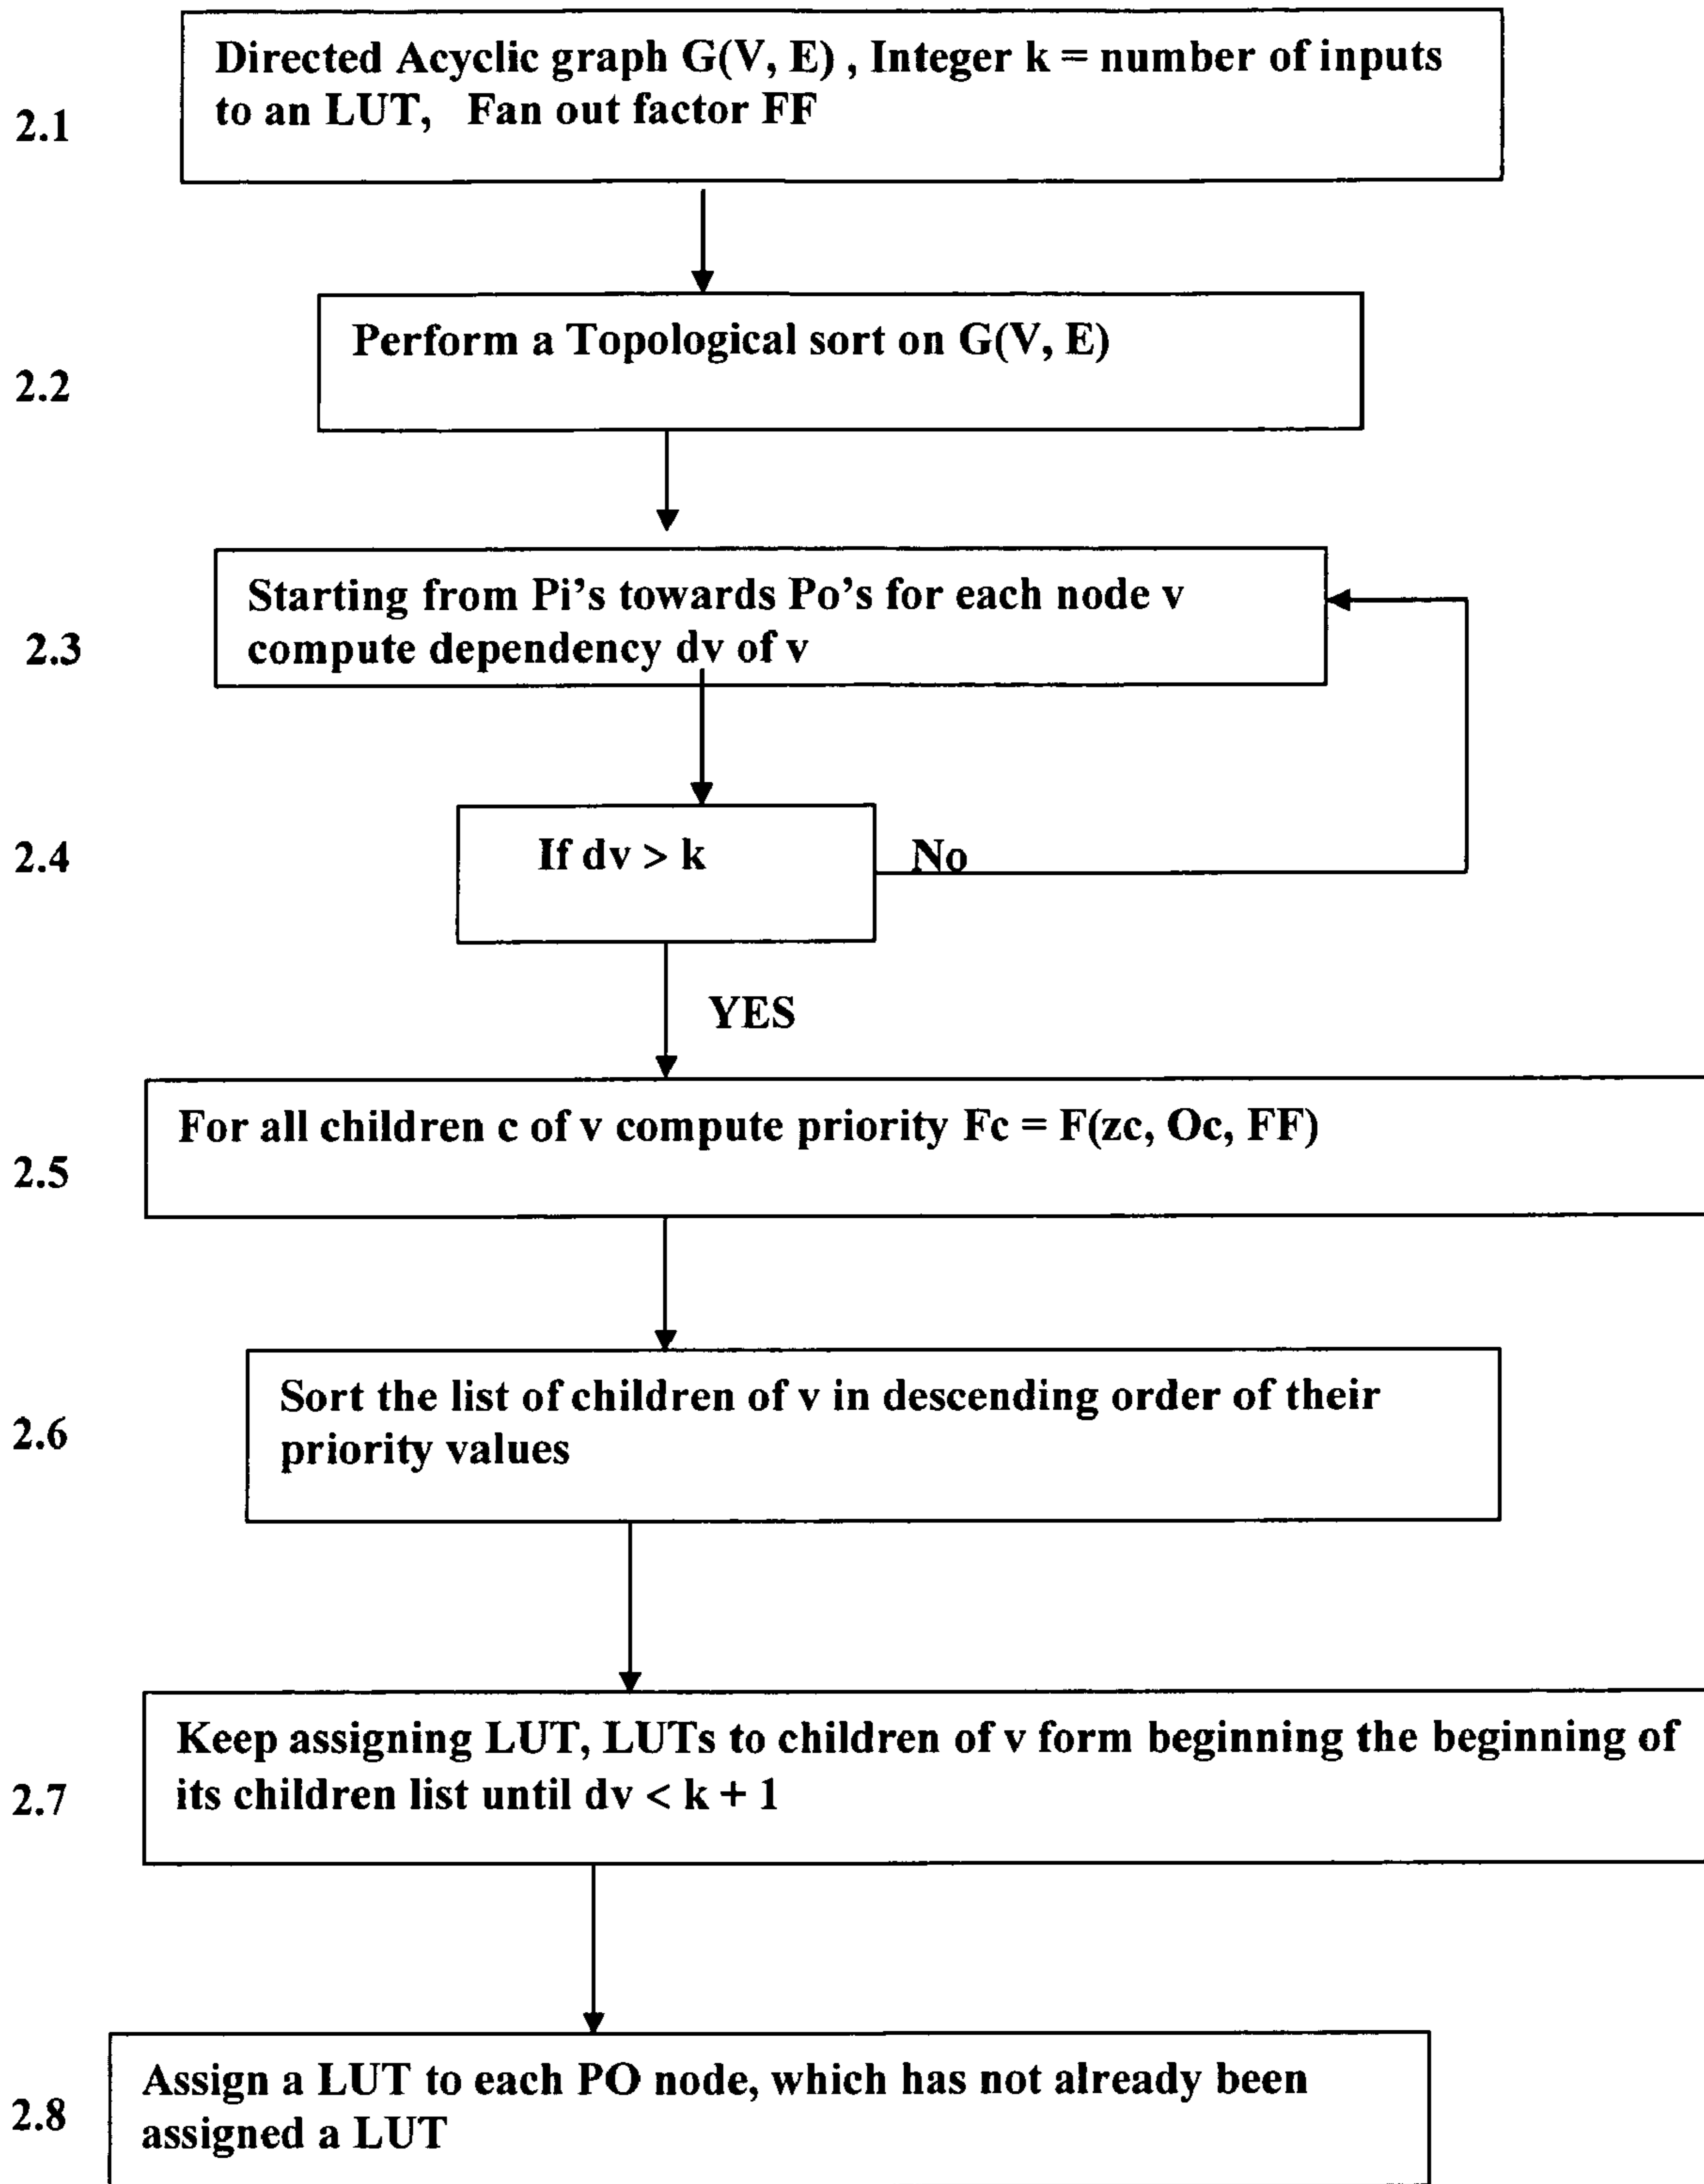 Directed Acyclic graph G(V, E) , Integer k = number of inputs
to an LUT, Fan out factor FF
2.1
Perform a Topological sort on G(V, E)
2.2
Starting from Pi's towards Po's for each node v
compute dependency dv of v
2.3
If dv > k
No
2.4
YES
For all children c of v compute priority Fc = F(zc, Oc, FF)
2.5
Sort the list of children of v in descending order of their
priority values
2.6
Keep assigning LUT, LUTs to children of v form beginning the beginning of
its children list until dv < k + 1
2.7
Assign a LUT to each PO node, which has not already been
assigned a LUT
2.8